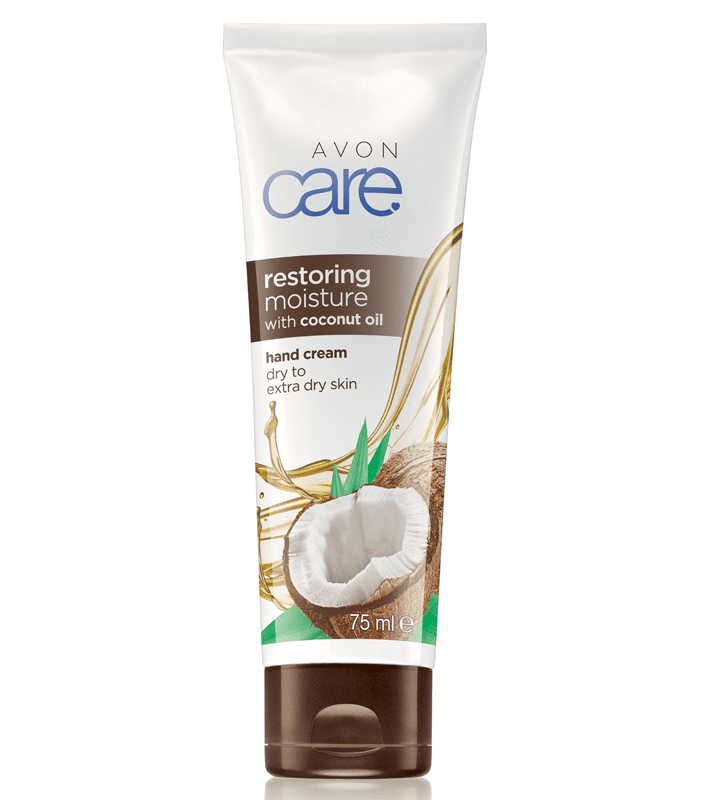 AVON
care
restoring
moisture
with coconut oil
hand cream
dry to
extra dry skin
75 ml ℮